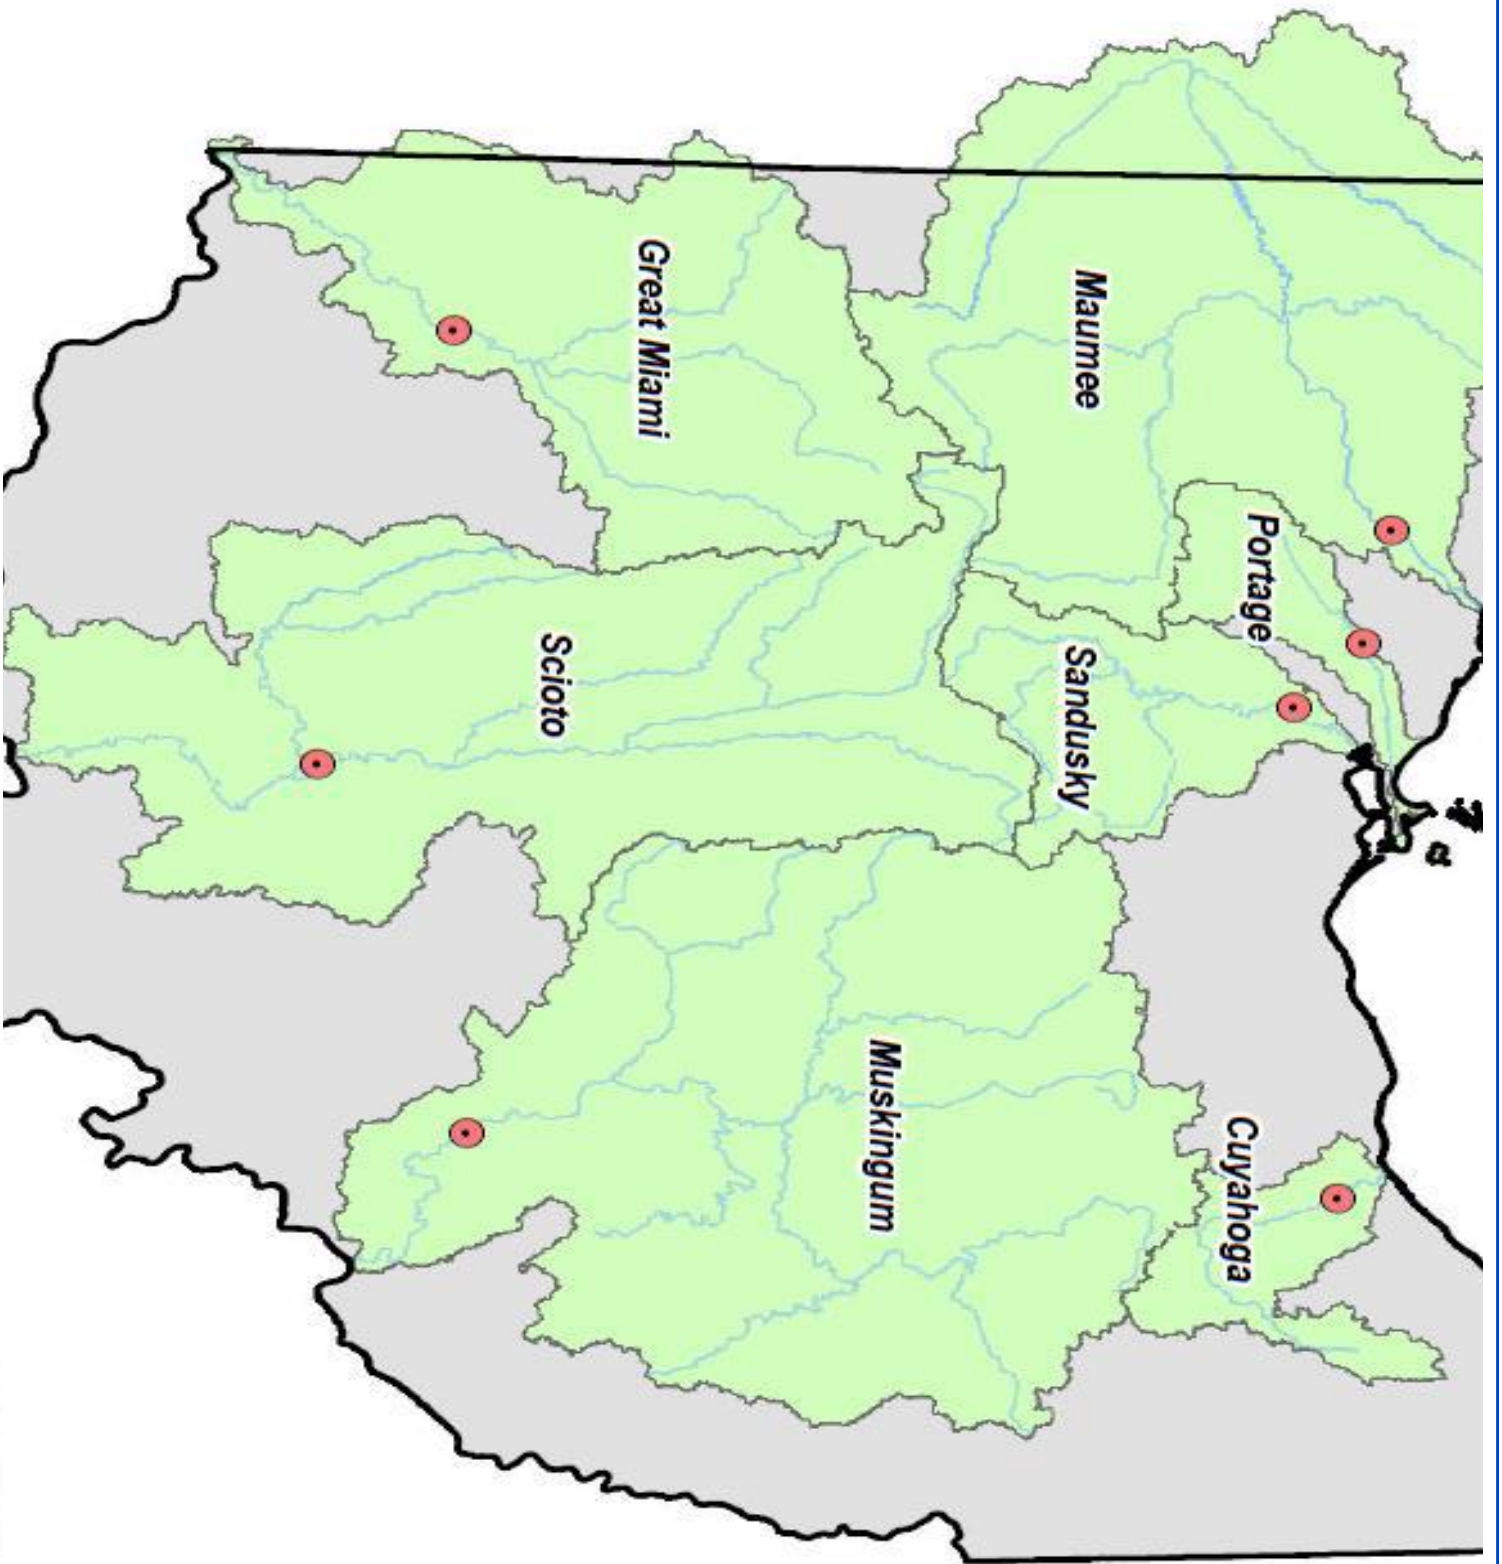 Maumee
Portage
Sandusky
Cuyahoga
Great Miami
Scioto
Muskingum